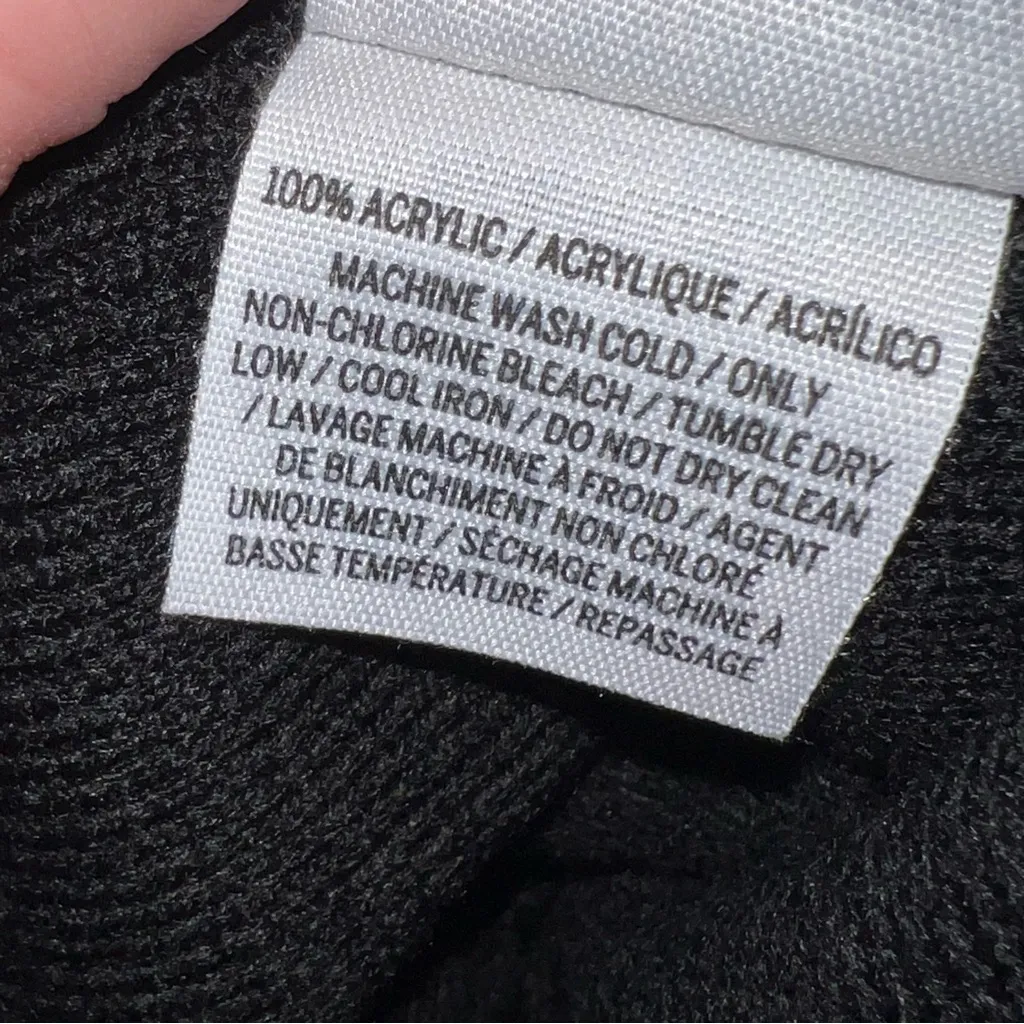 100% ACRYLIC / ACRYLIQUE / ACRÍLICO
MACHINE WASH COLD / ONLY
NON-CHLORINE BLEACH / TUMBLE DRY
LOW / COOL IRON / DO NOT DRY CLEAN
/ LAVAGE MACHINE À FROID / AGENT
DE BLANCHIMENT NON CHLORÉ
UNIQUEMENT / SÉCHAGE MACHINE À
BASSE TEMPÉRATURE / REPASSAGE